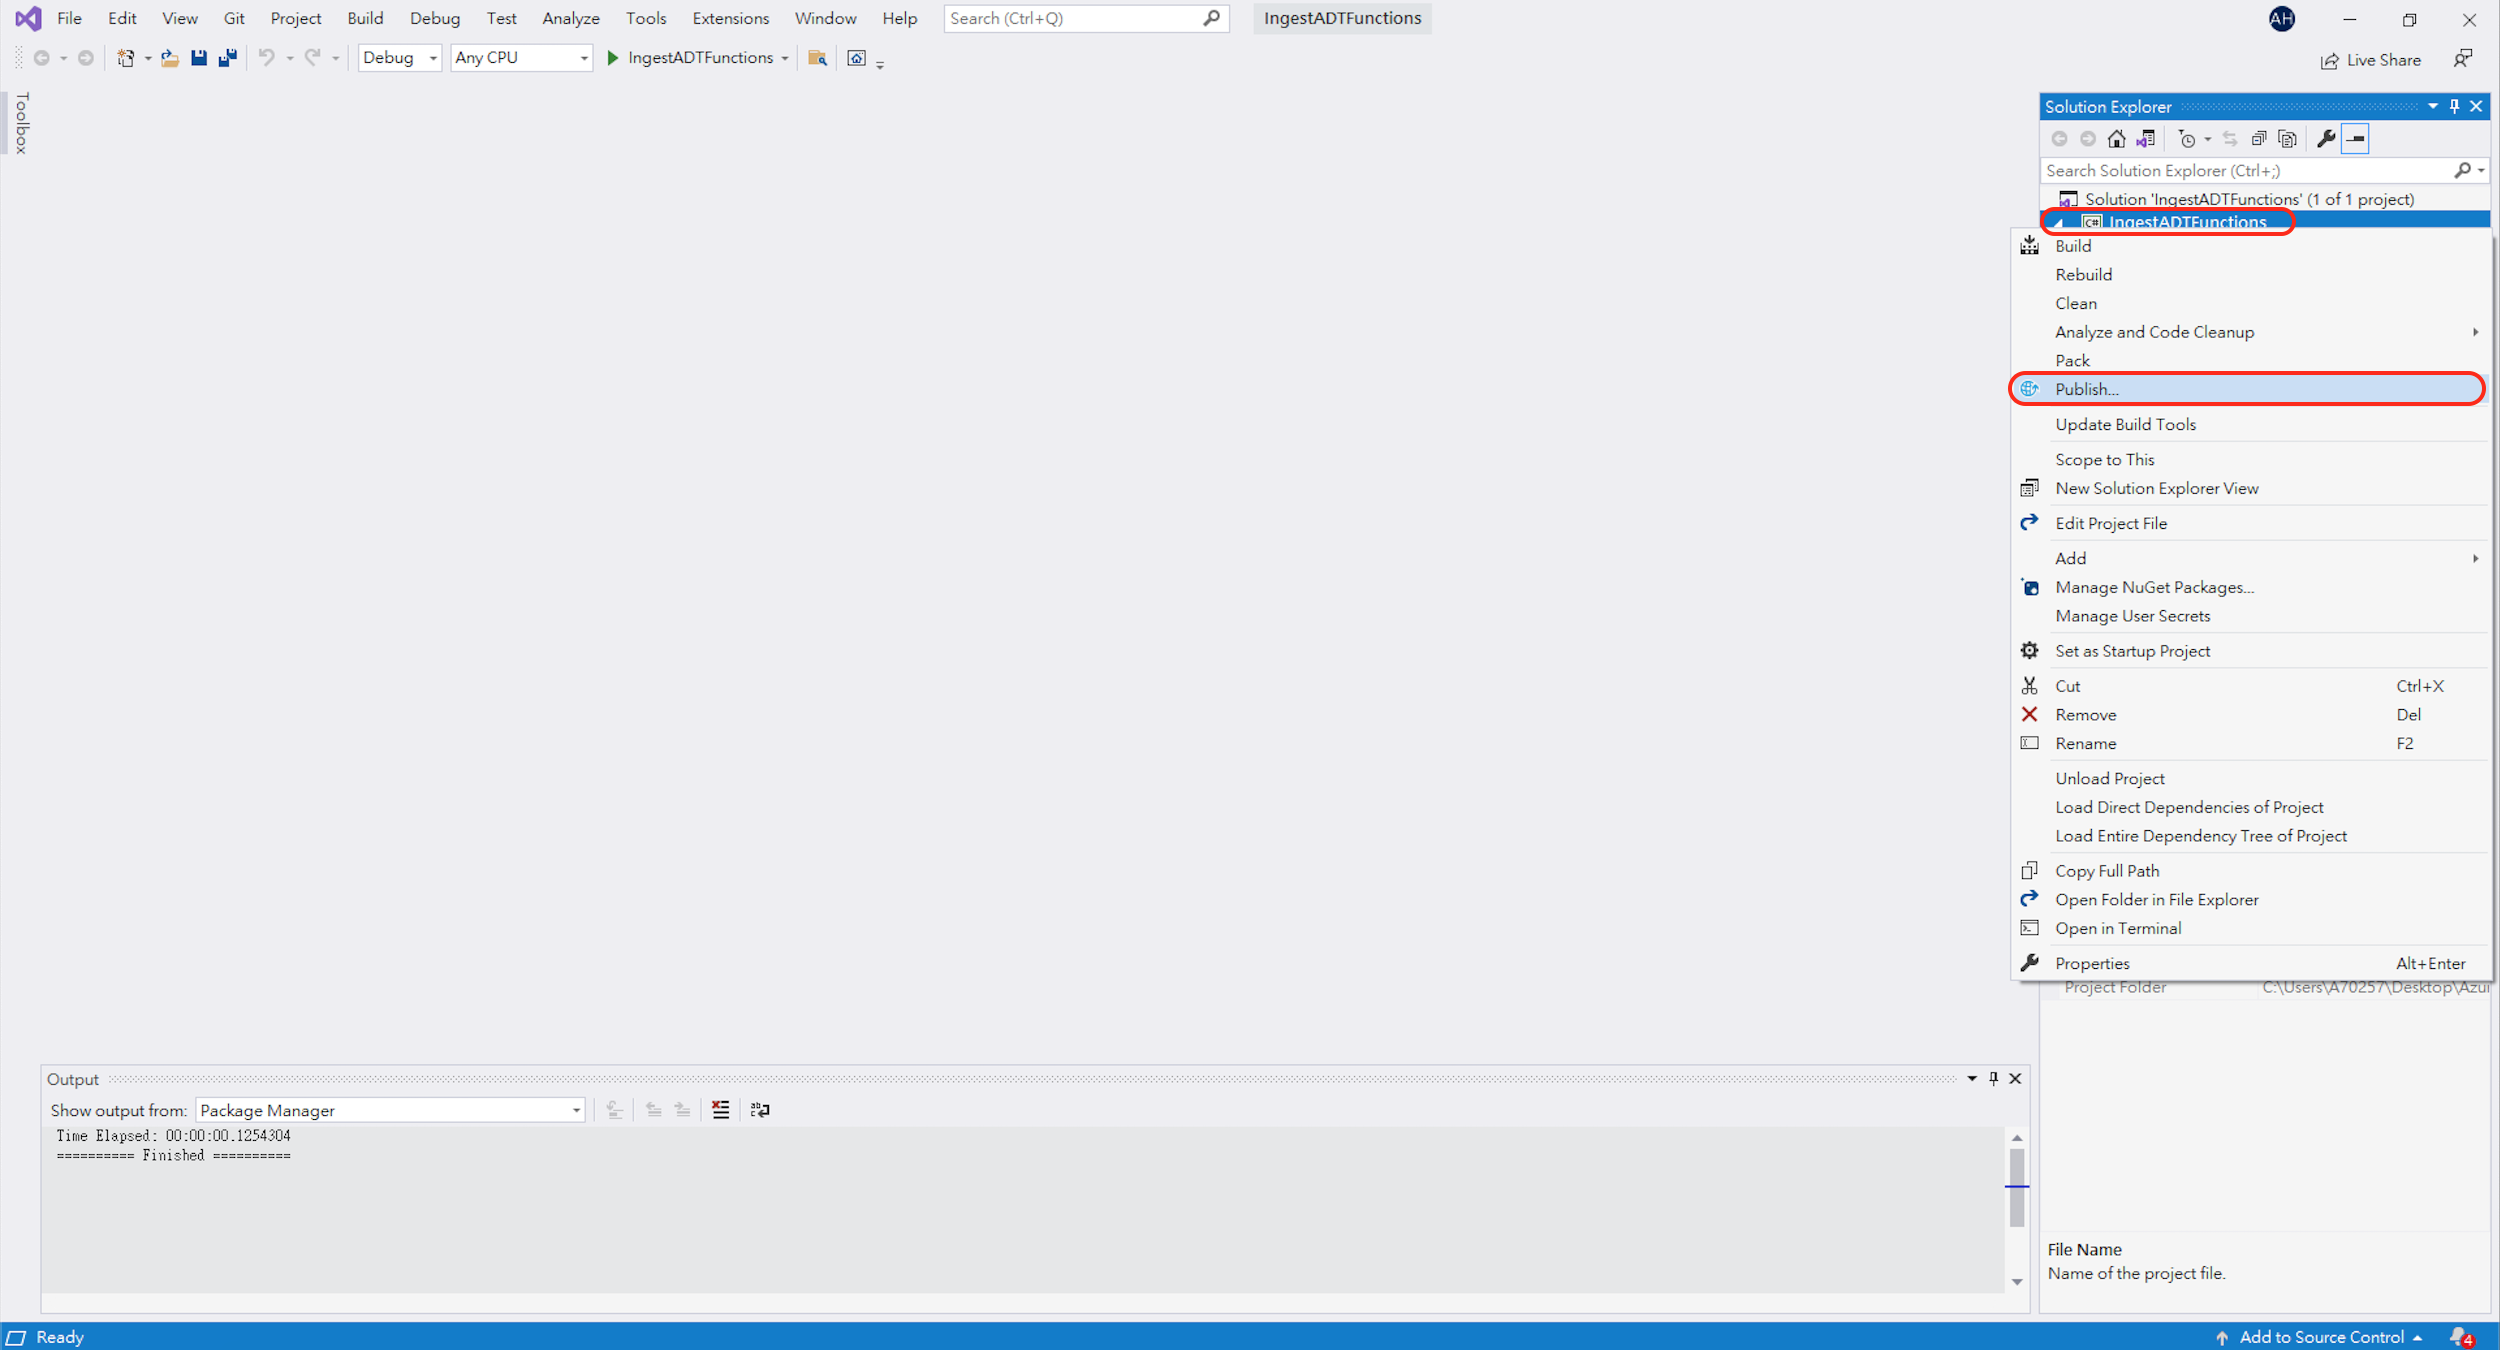 File Edit View Git Project Build Debug Test Analyze Tools Extensions Window Help Search (Ctrl+Q) IngestADTFunctions AH
Debug Any CPU IngestADTFunctions Live Share
Toolbox
Solution Explorer
Search Solution Explorer (Ctrl+;)
Solution 'IngestADTFunctions' (1 of 1 project)
C# IngestADTFunctions
Build
Rebuild
Clean
Analyze and Code Cleanup
Pack
Publish...
Update Build Tools
Scope to This
New Solution Explorer View
Edit Project File
Add
Manage NuGet Packages...
Manage User Secrets
Set as Startup Project
Cut Ctrl+X
Remove Del
Rename F2
Unload Project
Load Direct Dependencies of Project
Load Entire Dependency Tree of Project
Copy Full Path
Open Folder in File Explorer
Open in Terminal
Properties Alt+Enter
Project Folder C:\Users\A70257\Desktop\Azu
Output
Show output from: Package Manager
Time Elapsed: 00:00:00.1254304
========== Finished ==========
File Name
Name of the project file.
Ready Add to Source Control 4